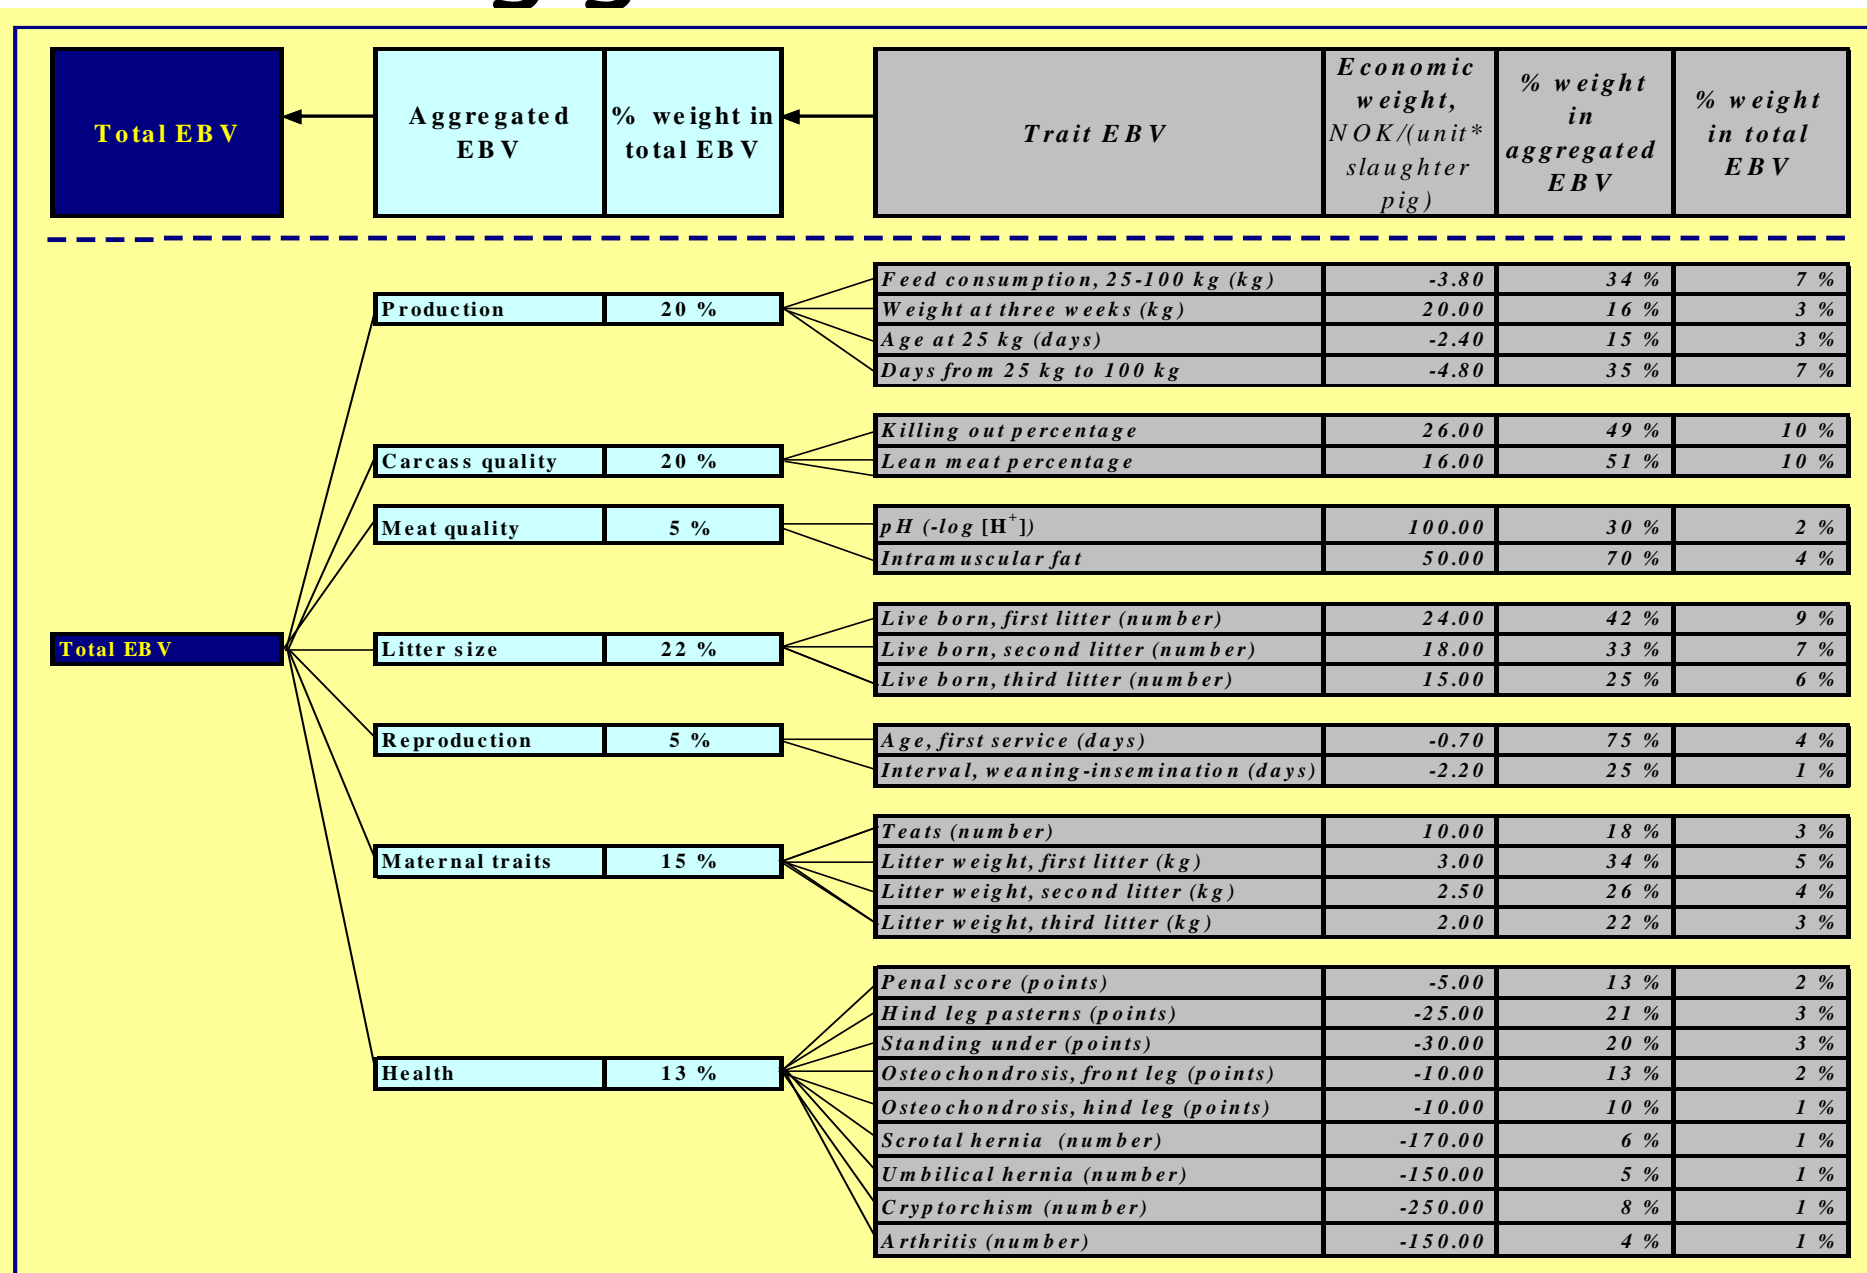 Total EBV
Aggregated EBV
% weight in total EBV
Trait EBV
Economic weight, NOK/(unit* slaughter pig)
% weight in aggregated EBV
% weight in total EBV
Feed consumption, 25-100 kg (kg) -3.80 34 % 7 %
Production 20 % Weight at three weeks (kg) 20.00 16 % 3 %
Age at 25 kg (days) -2.40 15 % 3 %
Days from 25 kg to 100 kg -4.80 35 % 7 %
Killing out percentage 26.00 49 % 10 %
Carcass quality 20 % Lean meat percentage 16.00 51 % 10 %
Meat quality 5 % pH (-log [H+]) 100.00 30 % 2 %
Intramuscular fat 50.00 70 % 4 %
Live born, first litter (number) 24.00 42 % 9 %
Total EBV Litter size 22 % Live born, second litter (number) 18.00 33 % 7 %
Live born, third litter (number) 15.00 25 % 6 %
Reproduction 5 % Age, first service (days) -0.70 75 % 4 %
Interval, weaning-insemination (days) -2.20 25 % 1 %
Teats (number) 10.00 18 % 3 %
Maternal traits 15 % Litter weight, first litter (kg) 3.00 34 % 5 %
Litter weight, second litter (kg) 2.50 26 % 4 %
Litter weight, third litter (kg) 2.00 22 % 3 %
Penal score (points) -5.00 13 % 2 %
Hind leg pasterns (points) -25.00 21 % 3 %
Standing under (points) -30.00 20 % 3 %
Health 13 % Osteochondrosis, front leg (points) -10.00 13 % 2 %
Osteochondrosis, hind leg (points) -10.00 10 % 1 %
Scrotal hernia (number) -170.00 6 % 1 %
Umbilical hernia (number) -150.00 5 % 1 %
Cryptorchism (number) -250.00 8 % 1 %
Arthritis (number) -150.00 4 % 1 %